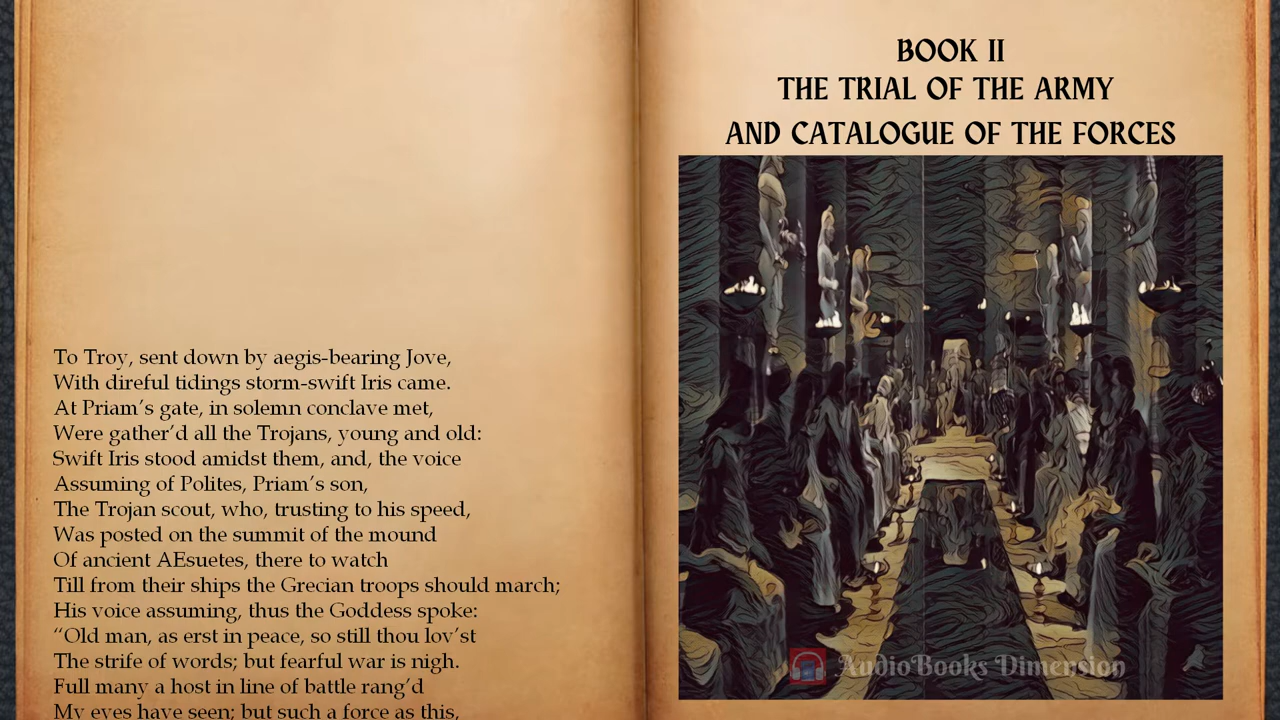 To Troy, sent down by aegis-bearing Jove,
With direful tidings storm-swift Iris came.
At Priam’s gate, in solemn conclave met,
Were gather’d all the Trojans, young and old:
Swift Iris stood amidst them, and, the voice
Assuming of Polites, Priam’s son,
The Trojan scout, who, trusting to his speed,
Was posted on the summit of the mound
Of ancient AEsuetes, there to watch
Till from their ships the Grecian troops should march;
His voice assuming, thus the Goddess spoke:
“Old man, as erst in peace, so still thou lov’st
The strife of words; but fearful war is nigh.
Full many a host in line of battle rang’d
My eyes have seen; but such a force as this,
BOOK II
THE TRIAL OF THE ARMY
AND CATALOGUE OF THE FORCES
AudioBooks Dimension